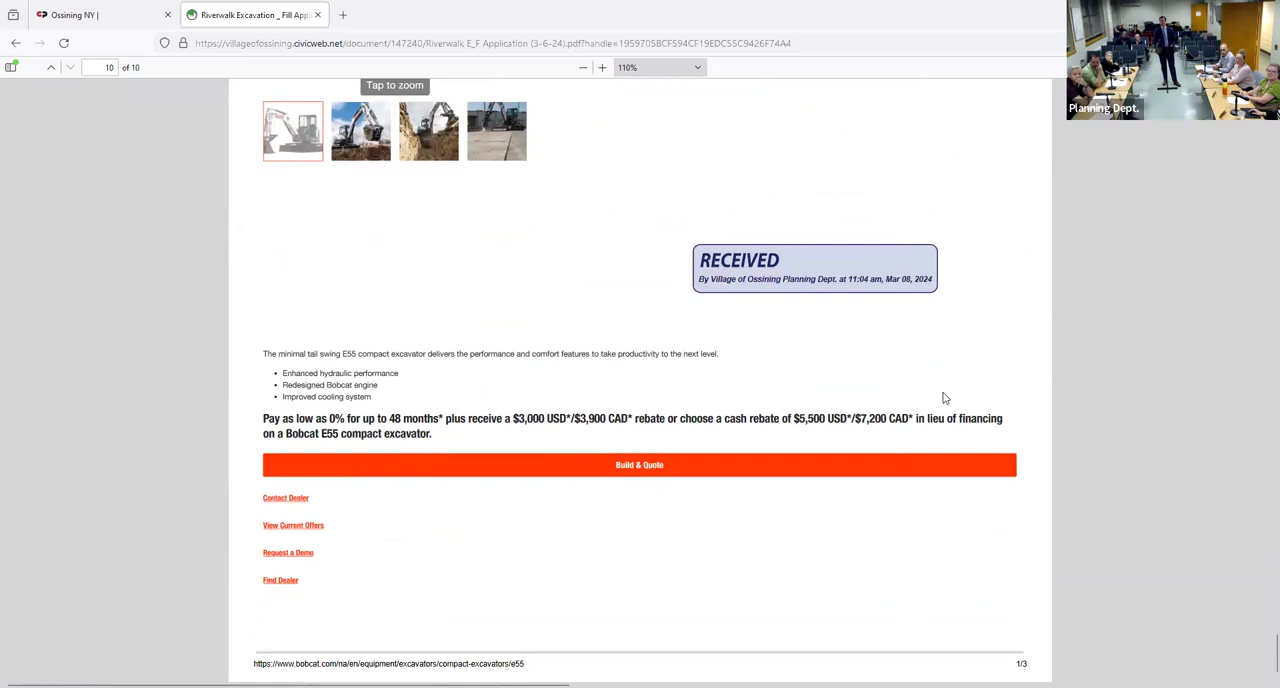 Ossining NY |
Riverwalk Excavation _ Fill Appli
https://villageofossining.civicweb.net/document/147240/Riverwalk E_F Application (3-6-24).pdf?handle=1959705BCF594CF19EDC55C9426F74A4
10 of 10
110%
Planning Dept.
Tap to zoom
RECEIVED
By Village of Ossining Planning Dept. at 11:04 am, Mar 08, 2024
The minimal tail swing E55 compact excavator delivers the performance and comfort features to take productivity to the next level.
• Enhanced hydraulic performance
• Redesigned Bobcat engine
• Improved cooling system
Pay as low as 0% for up to 48 months* plus receive a $3,000 USD*/$3,900 CAD* rebate or choose a cash rebate of $5,500 USD*/$7,200 CAD* in lieu of financing
on a Bobcat E55 compact excavator.
Build & Quote
Contact Dealer
View Current Offers
Request a Demo
Find Dealer
https://www.bobcat.com/na/en/equipment/excavators/compact-excavators/e55
1/3